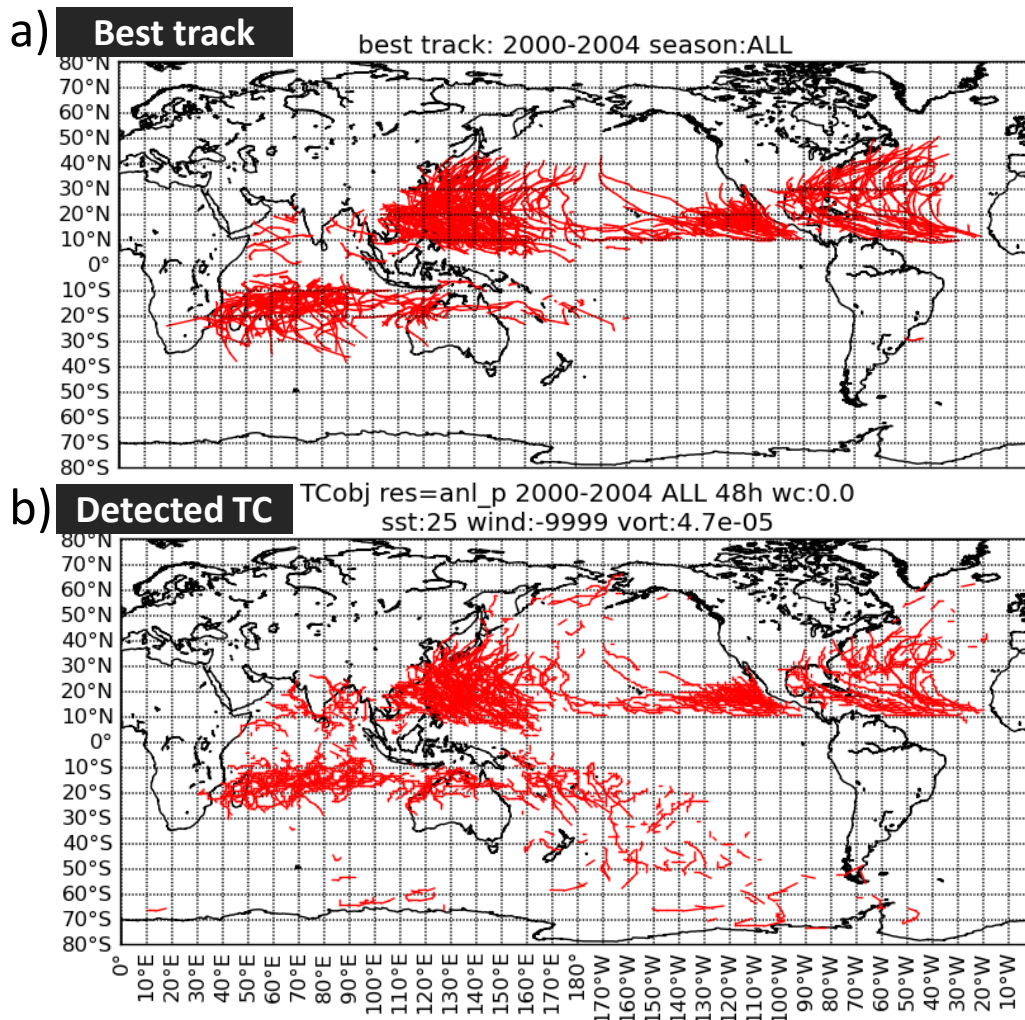 a) Best track
best track: 2000-2004 season:ALL
80°N
70°N
60°N
50°N
40°N
30°N
20°N
10°N
0°
10°S
20°S
30°S
40°S
50°S
60°S
70°S
80°S
b) Detected TC
TCobj res=anl_p 2000-2004 ALL 48h wc:0.0
sst:25 wind:-9999 vort:4.7e-05
80°N
70°N
60°N
50°N
40°N
30°N
20°N
10°N
0°
10°S
20°S
30°S
40°S
50°S
60°S
70°S
80°S
0° 10°E 20°E 30°E 40°E 50°E 60°E 70°E 80°E 90°E 100°E 110°E 120°E 130°E 140°E 150°E 160°E 170°E 180° 170°W 160°W 150°W 140°W 130°W 120°W 110°W 100°W 90°W 80°W 70°W 60°W 50°W 40°W 30°W 20°W 10°W